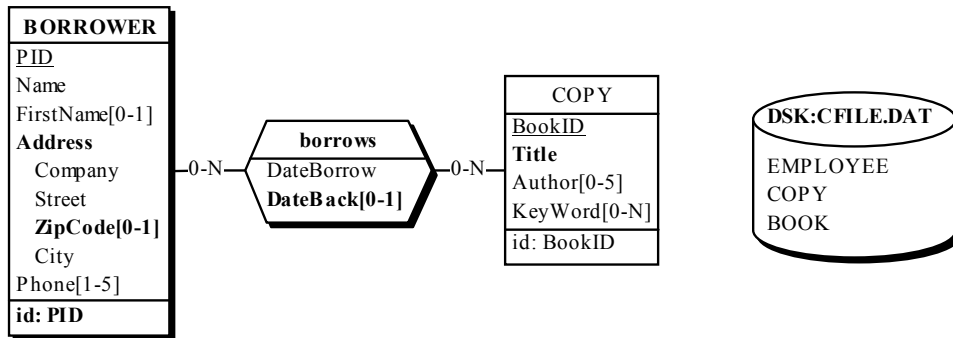 BORROWER
PID
Name
FirstName[0-1]
Address
Company
Street
ZipCode[0-1]
City
Phone[1-5]
id: PID
0-N
borrows
DateBorrow
DateBack[0-1]
0-N
COPY
BookID
Title
Author[0-5]
KeyWord[0-N]
id: BookID
DSK:CFILE.DAT
EMPLOYEE
COPY
BOOK